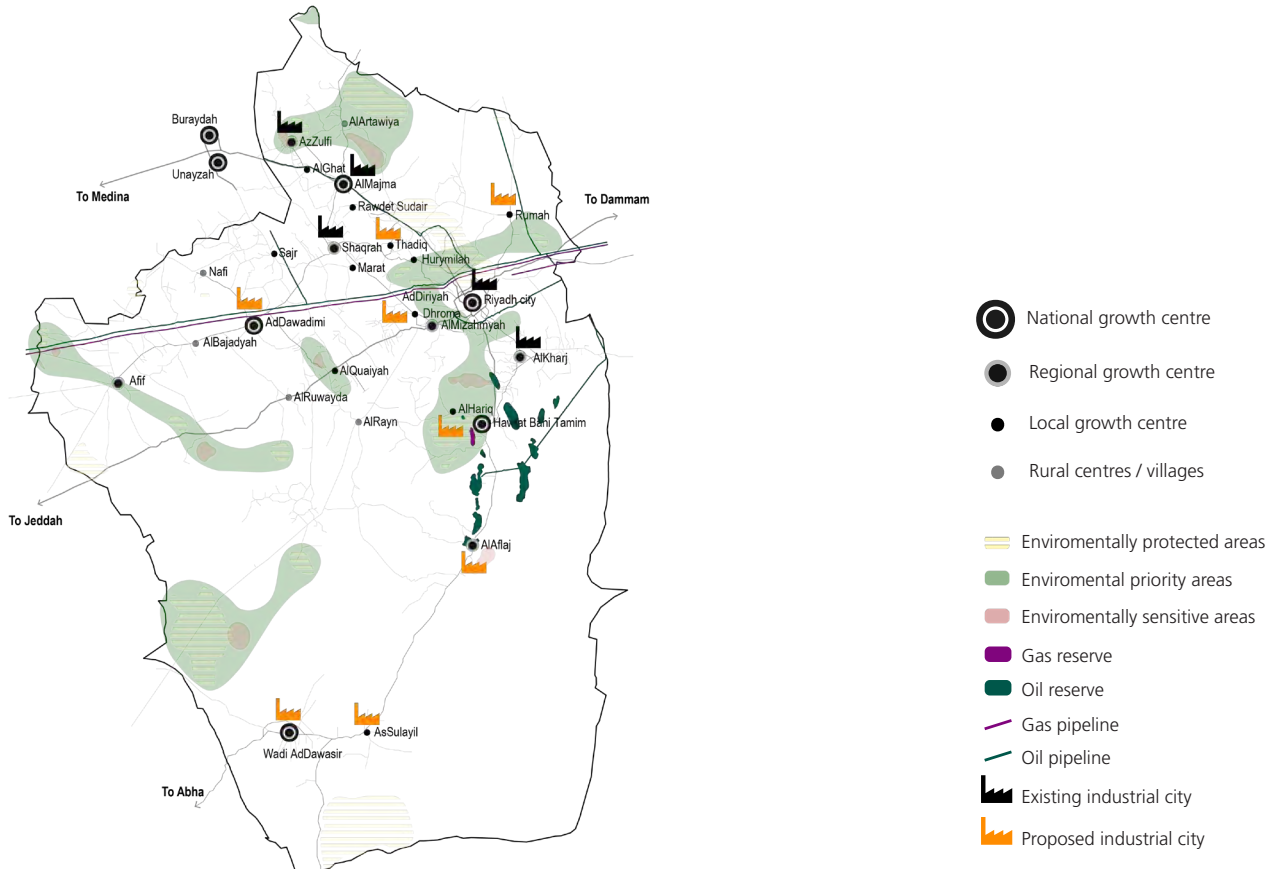 Buraydah
Unayzah
To Medina
AzZulfi
AlArtawiya
AlGhat
AlMajma
Rawdet Sudair
Rumah
To Dammam
Shaqrah
Thadiq
Sajr
Marat
Hurymilah
Nafi
AdDiriyah
Riyadh city
AdDawadimi
Dhroma
AlMizahmyah
AlBajadyah
AlKharj
AlQuaiyah
Afif
AlRuwayda
AlRayn
AlHariq
Hawtat Bani Tamim
To Jeddah
AlAflaj
AsSulayil
Wadi AdDawasir
To Abha
National growth centre
Regional growth centre
Local growth centre
Rural centres / villages
Enviromentally protected areas
Enviromental priority areas
Enviromentally sensitive areas
Gas reserve
Oil reserve
Gas pipeline
Oil pipeline
Existing industrial city
Proposed industrial city